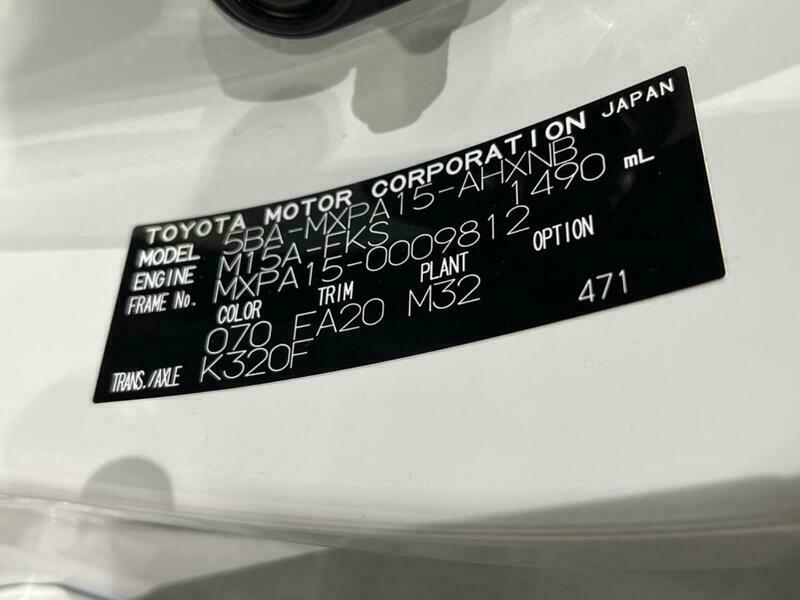 TOYOTA MOTOR CORPORATION JAPAN
MODEL 5BA-MXPA15-AHXNB
ENGINE M15A-FKS 1490 mL
FRAME No. MXPA15-0009812
COLOR TRIM PLANT OPTION
070 FA20 M32 471
TRANS./AXLE K320F